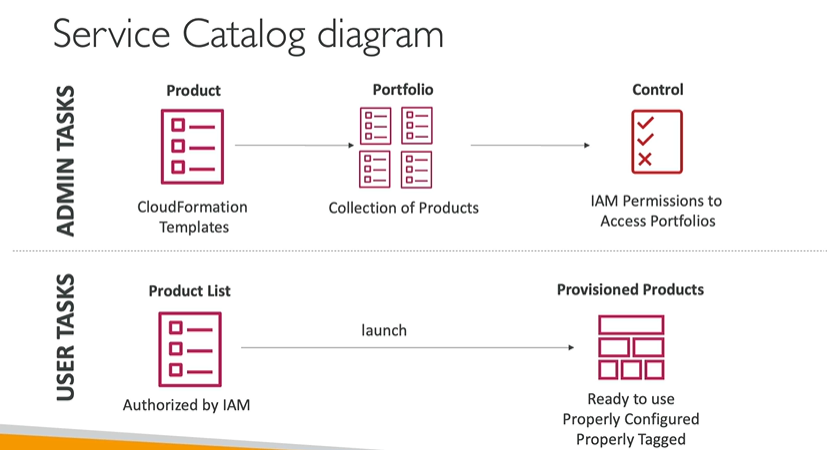 Service Catalog diagram
ADMIN TASKS
Product
Portfolio
Control
CloudFormation
Templates
Collection of Products
IAM Permissions to
Access Portfolios
USER TASKS
Product List
Provisioned Products
launch
Authorized by IAM
Ready to use
Properly Configured
Properly Tagged